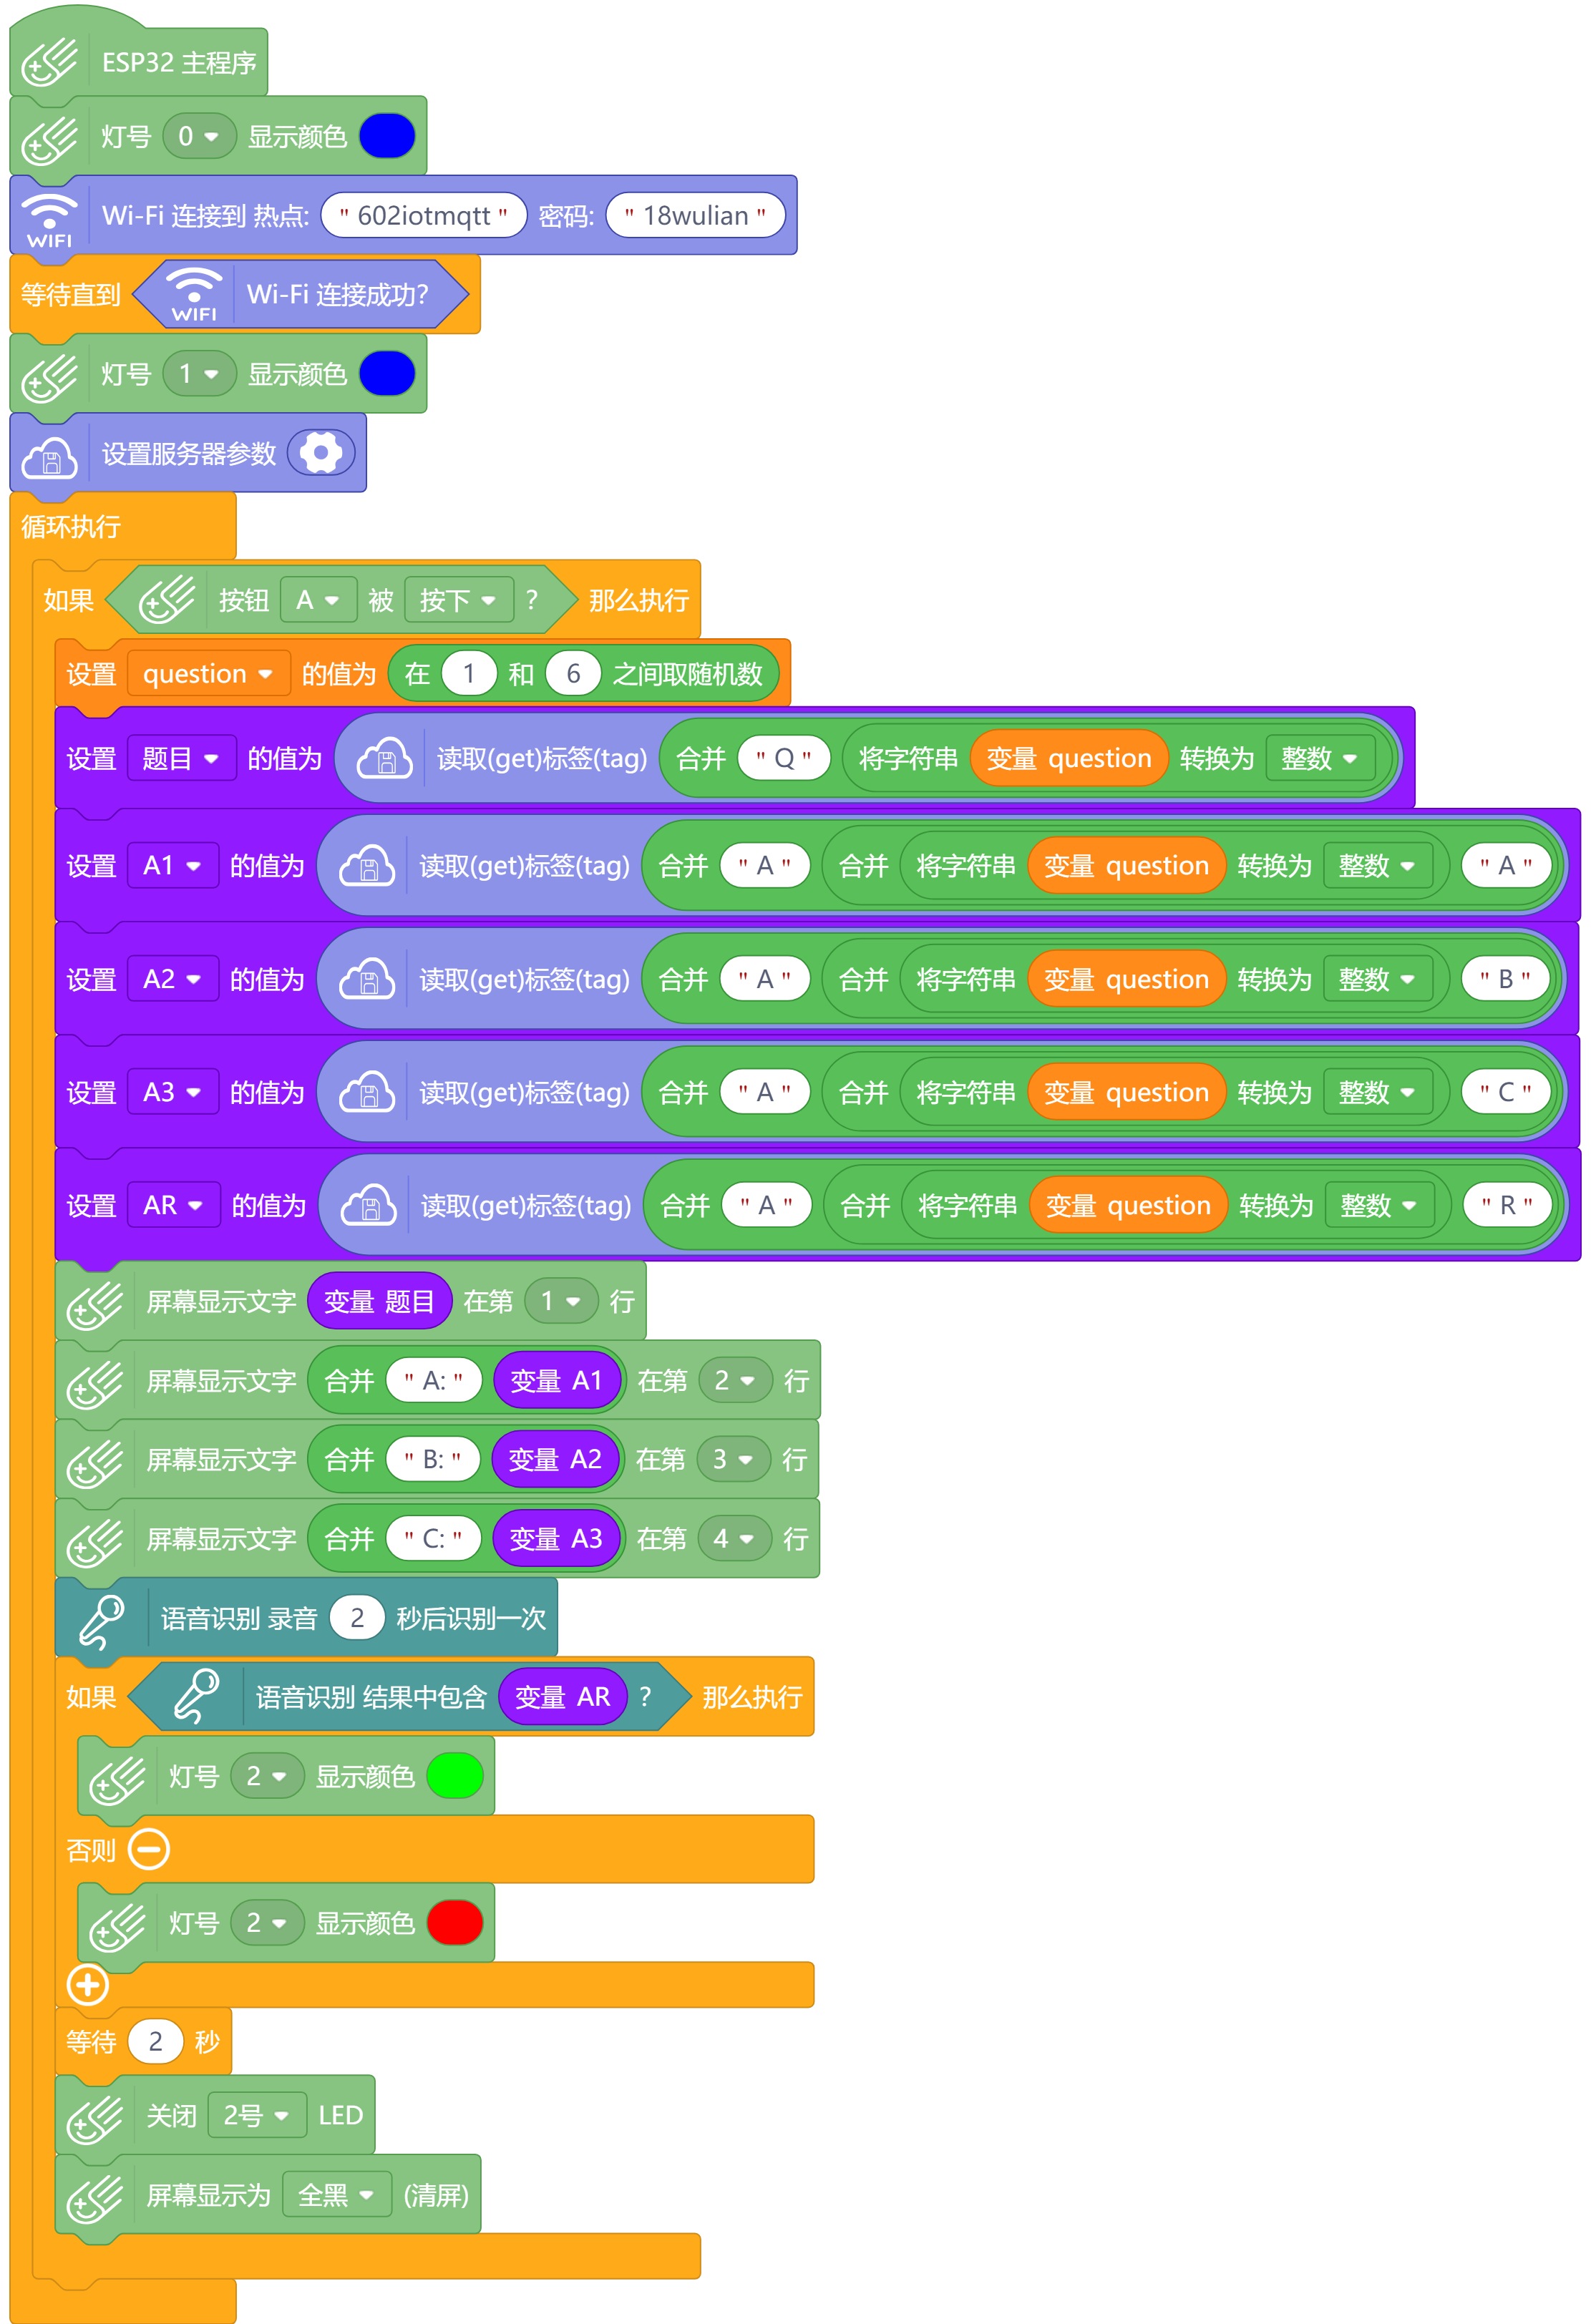 ESP32 主程序
灯号 0 显示颜色
WIFI Wi-Fi 连接到 热点: " 602iotmqtt " 密码: " 18wulian "
等待直到 WIFI Wi-Fi 连接成功?
灯号 1 显示颜色
设置服务器参数
循环执行
如果 按钮 A 被 按下 ? 那么执行
设置 question 的值为 在 1 和 6 之间取随机数
设置 题目 的值为 读取(get)标签(tag) 合并 " Q " 将字符串 变量 question 转换为 整数
设置 A1 的值为 读取(get)标签(tag) 合并 " A " 合并 将字符串 变量 question 转换为 整数 " A "
设置 A2 的值为 读取(get)标签(tag) 合并 " A " 合并 将字符串 变量 question 转换为 整数 " B "
设置 A3 的值为 读取(get)标签(tag) 合并 " A " 合并 将字符串 变量 question 转换为 整数 " C "
设置 AR 的值为 读取(get)标签(tag) 合并 " A " 合并 将字符串 变量 question 转换为 整数 " R "
屏幕显示文字 变量 题目 在第 1 行
屏幕显示文字 合并 " A: " 变量 A1 在第 2 行
屏幕显示文字 合并 " B: " 变量 A2 在第 3 行
屏幕显示文字 合并 " C: " 变量 A3 在第 4 行
语音识别 录音 2 秒后识别一次
如果 语音识别 结果中包含 变量 AR ? 那么执行
灯号 2 显示颜色
否则
灯号 2 显示颜色
等待 2 秒
关闭 2号 LED
屏幕显示为 全黑 (清屏)